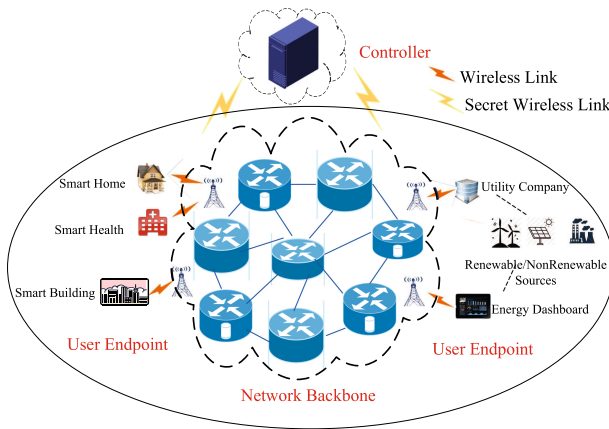 Controller
Wireless Link
Secret Wireless Link
Smart Home
Utility Company
Smart Health
Renewable/NonRenewable
Sources
Smart Building
Energy Dashboard
User Endpoint
User Endpoint
Network Backbone